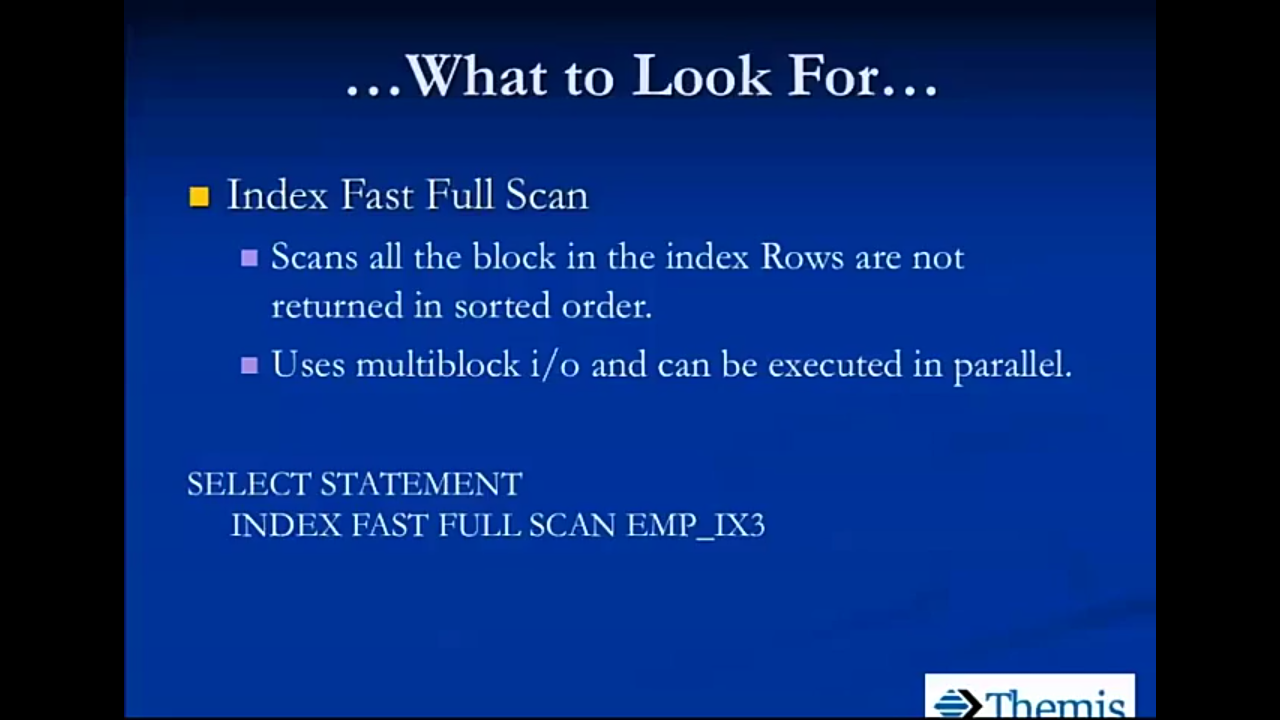 ...What to Look For...
Index Fast Full Scan
Scans all the block in the index Rows are not
returned in sorted order.
Uses multiblock i/o and can be executed in parallel.
SELECT STATEMENT
INDEX FAST FULL SCAN EMP_IX3
Themis